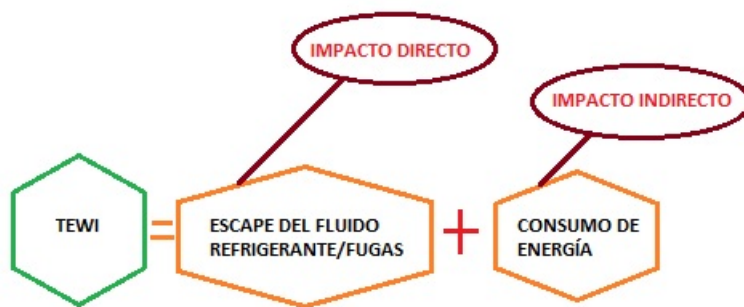 IMPACTO DIRECTO
IMPACTO INDIRECTO
TEWI
=
ESCAPE DEL FLUIDO
REFRIGERANTE/FUGAS
+
CONSUMO DE
ENERGÍA